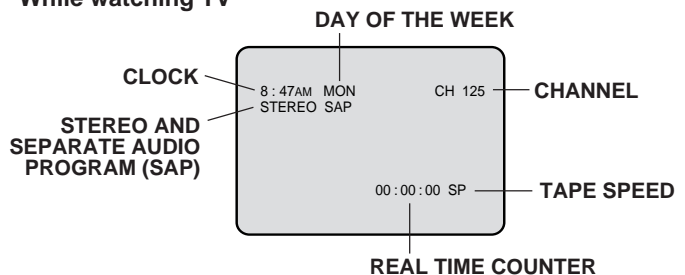 While watching TV
DAY OF THE WEEK
CLOCK
8 : 47AM MON
CH 125
CHANNEL
STEREO SAP
STEREO AND
SEPARATE AUDIO
PROGRAM (SAP)
00 : 00 : 00 SP
TAPE SPEED
REAL TIME COUNTER